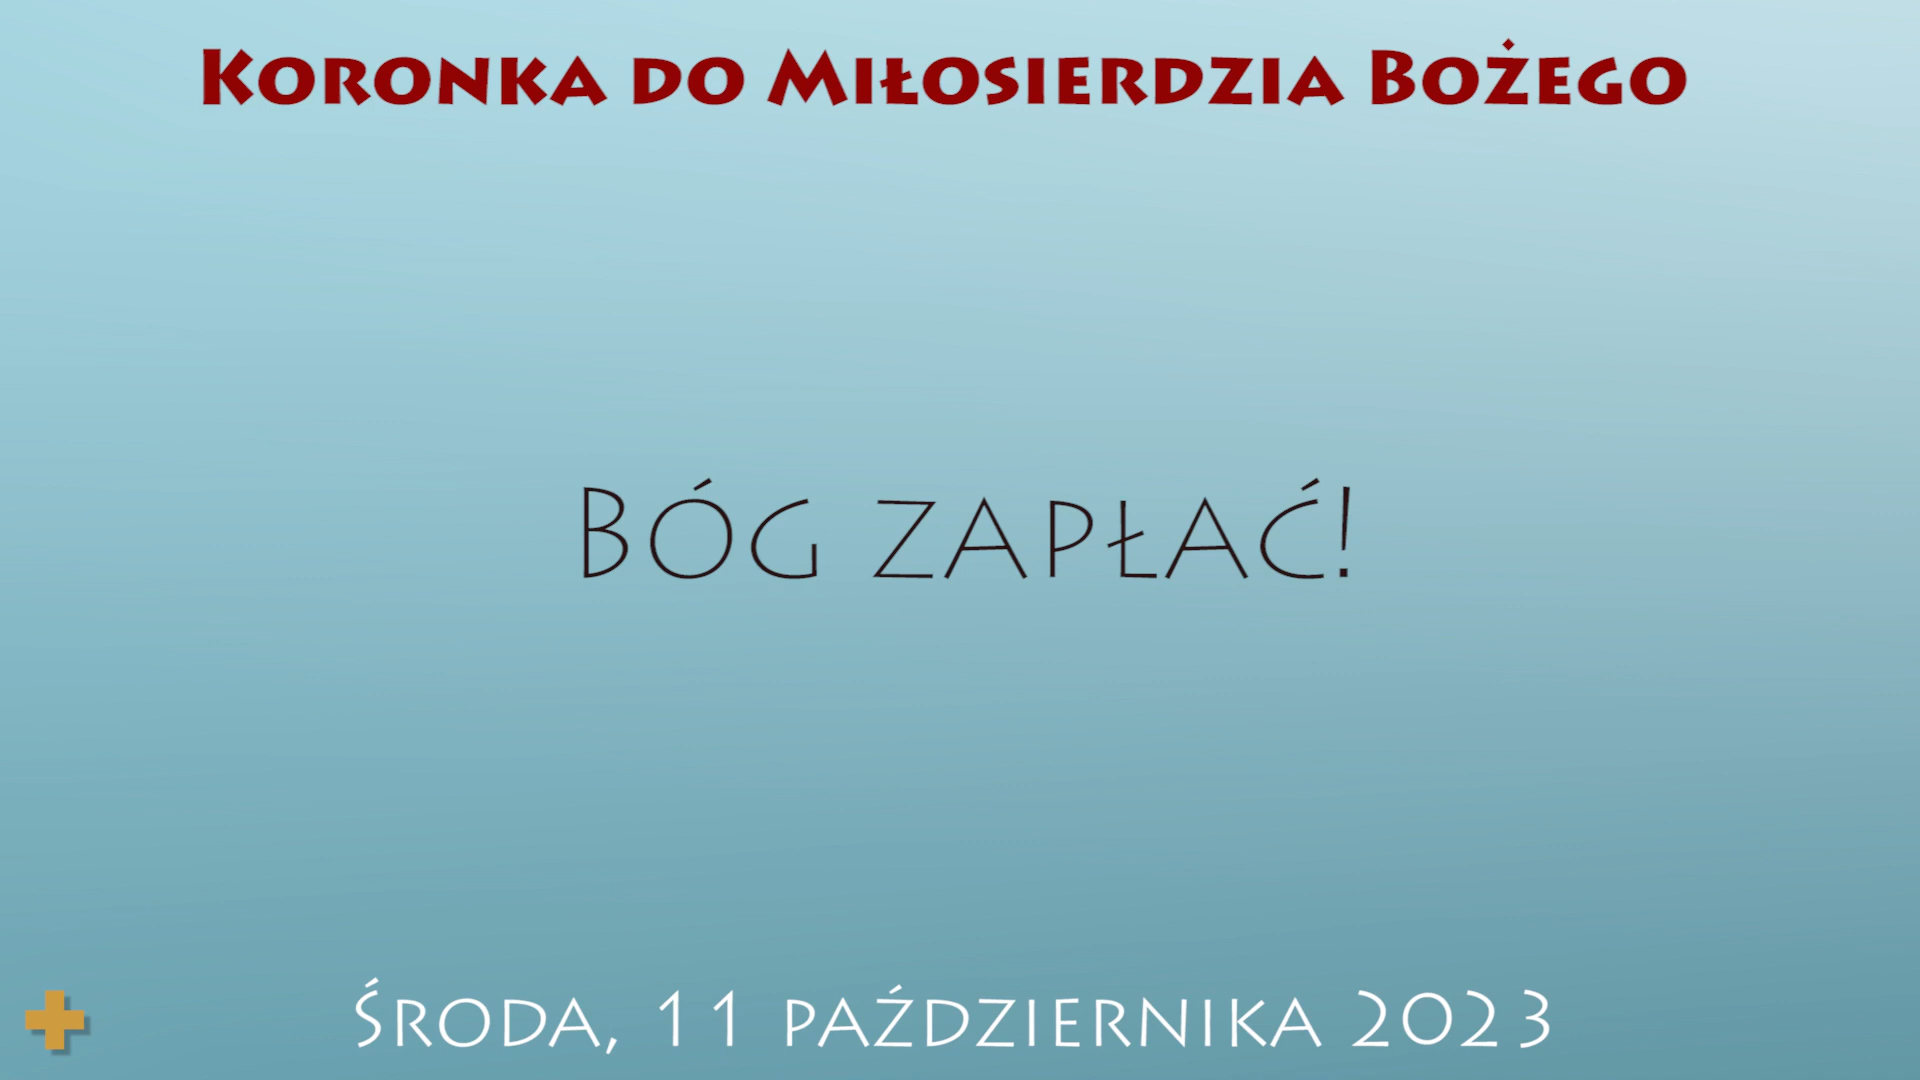 Koronka do Miłosierdzia Bożego
Bóg zapłać!
Środa, 11 października 2023